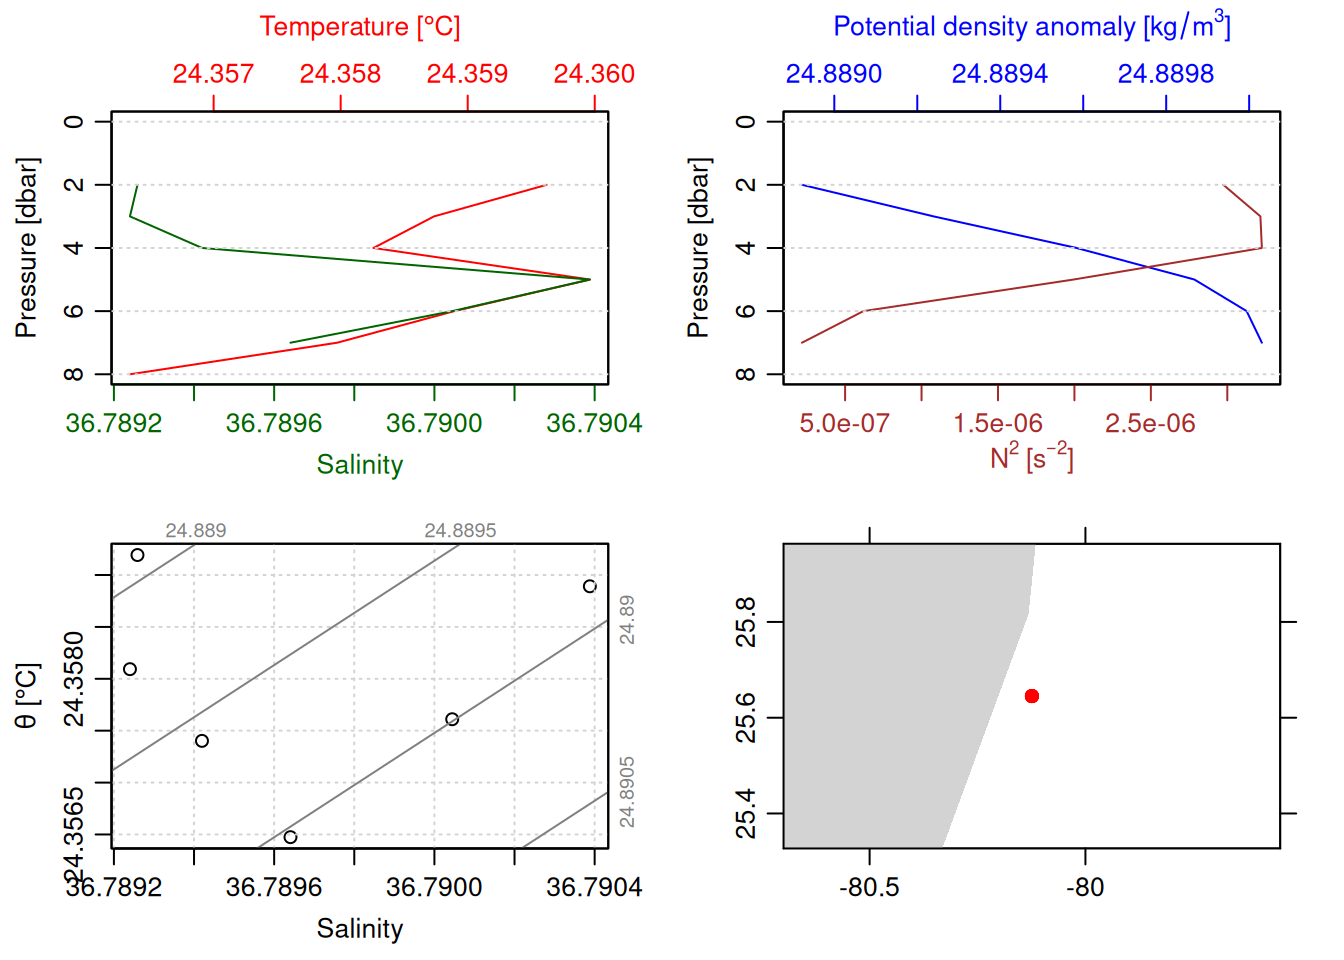 Temperature [°C]
24.357 24.358 24.359 24.360
Pressure [dbar]
0
2
4
6
8
36.7892 36.7896 36.7900 36.7904
Salinity
Potential density anomaly [kg/m³]
24.8890 24.8894 24.8898
Pressure [dbar]
0
2
4
6
8
5.0e-07 1.5e-06 2.5e-06
N² [s⁻²]
24.889 24.8895
24.89
24.8905
θ [°C]
24.3580
24.3565
36.7892 36.7896 36.7900 36.7904
Salinity
25.8
25.6
25.4
-80.5 -80